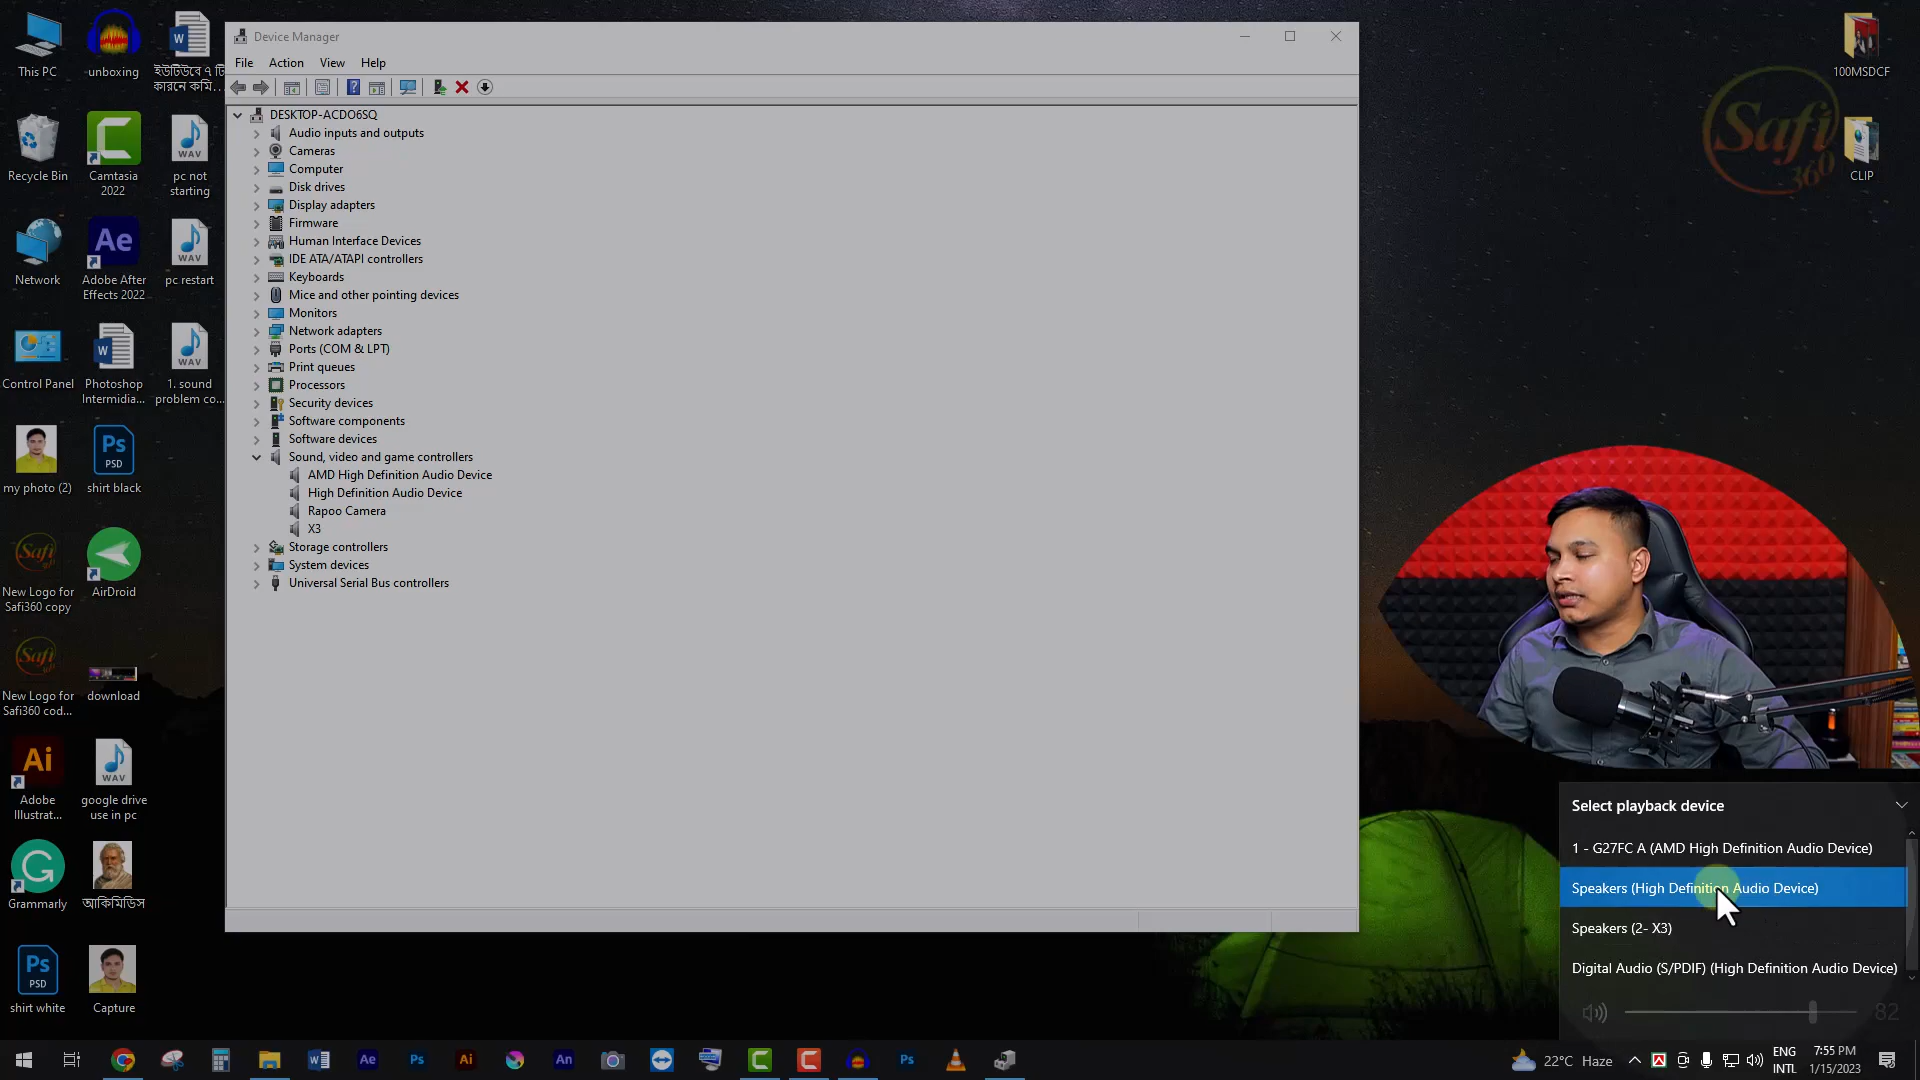 This PC
unboxing
ইউটিউবে ৭ টি
কারনে কমি...
Recycle Bin
Camtasia
2022
pc not
starting
Network
Adobe After
Effects 2022
pc restart
Control Panel
Photoshop
Intermidia...
1. sound
problem co...
my photo (2)
shirt black
New Logo for
Safi360 copy
AirDroid
New Logo for
Safi360 cod...
download
Adobe
Illustrat...
google drive
use in pc
Grammarly
আর্কিমিডিস
shirt white
Capture
Device Manager
File Action View Help
DESKTOP-ACDO6SQ
Audio inputs and outputs
Cameras
Computer
Disk drives
Display adapters
Firmware
Human Interface Devices
IDE ATA/ATAPI controllers
Keyboards
Mice and other pointing devices
Monitors
Network adapters
Ports (COM & LPT)
Print queues
Processors
Security devices
Software components
Software devices
Sound, video and game controllers
AMD High Definition Audio Device
High Definition Audio Device
Rapoo Camera
X3
Storage controllers
System devices
Universal Serial Bus controllers
100MSDCF
CLIP
Safi
360
Select playback device
1 - G27FC A (AMD High Definition Audio Device)
Speakers (High Definition Audio Device)
Speakers (2- X3)
Digital Audio (S/PDIF) (High Definition Audio Device)
82
22°C Haze
ENG
INTL
7:55 PM
1/15/2023